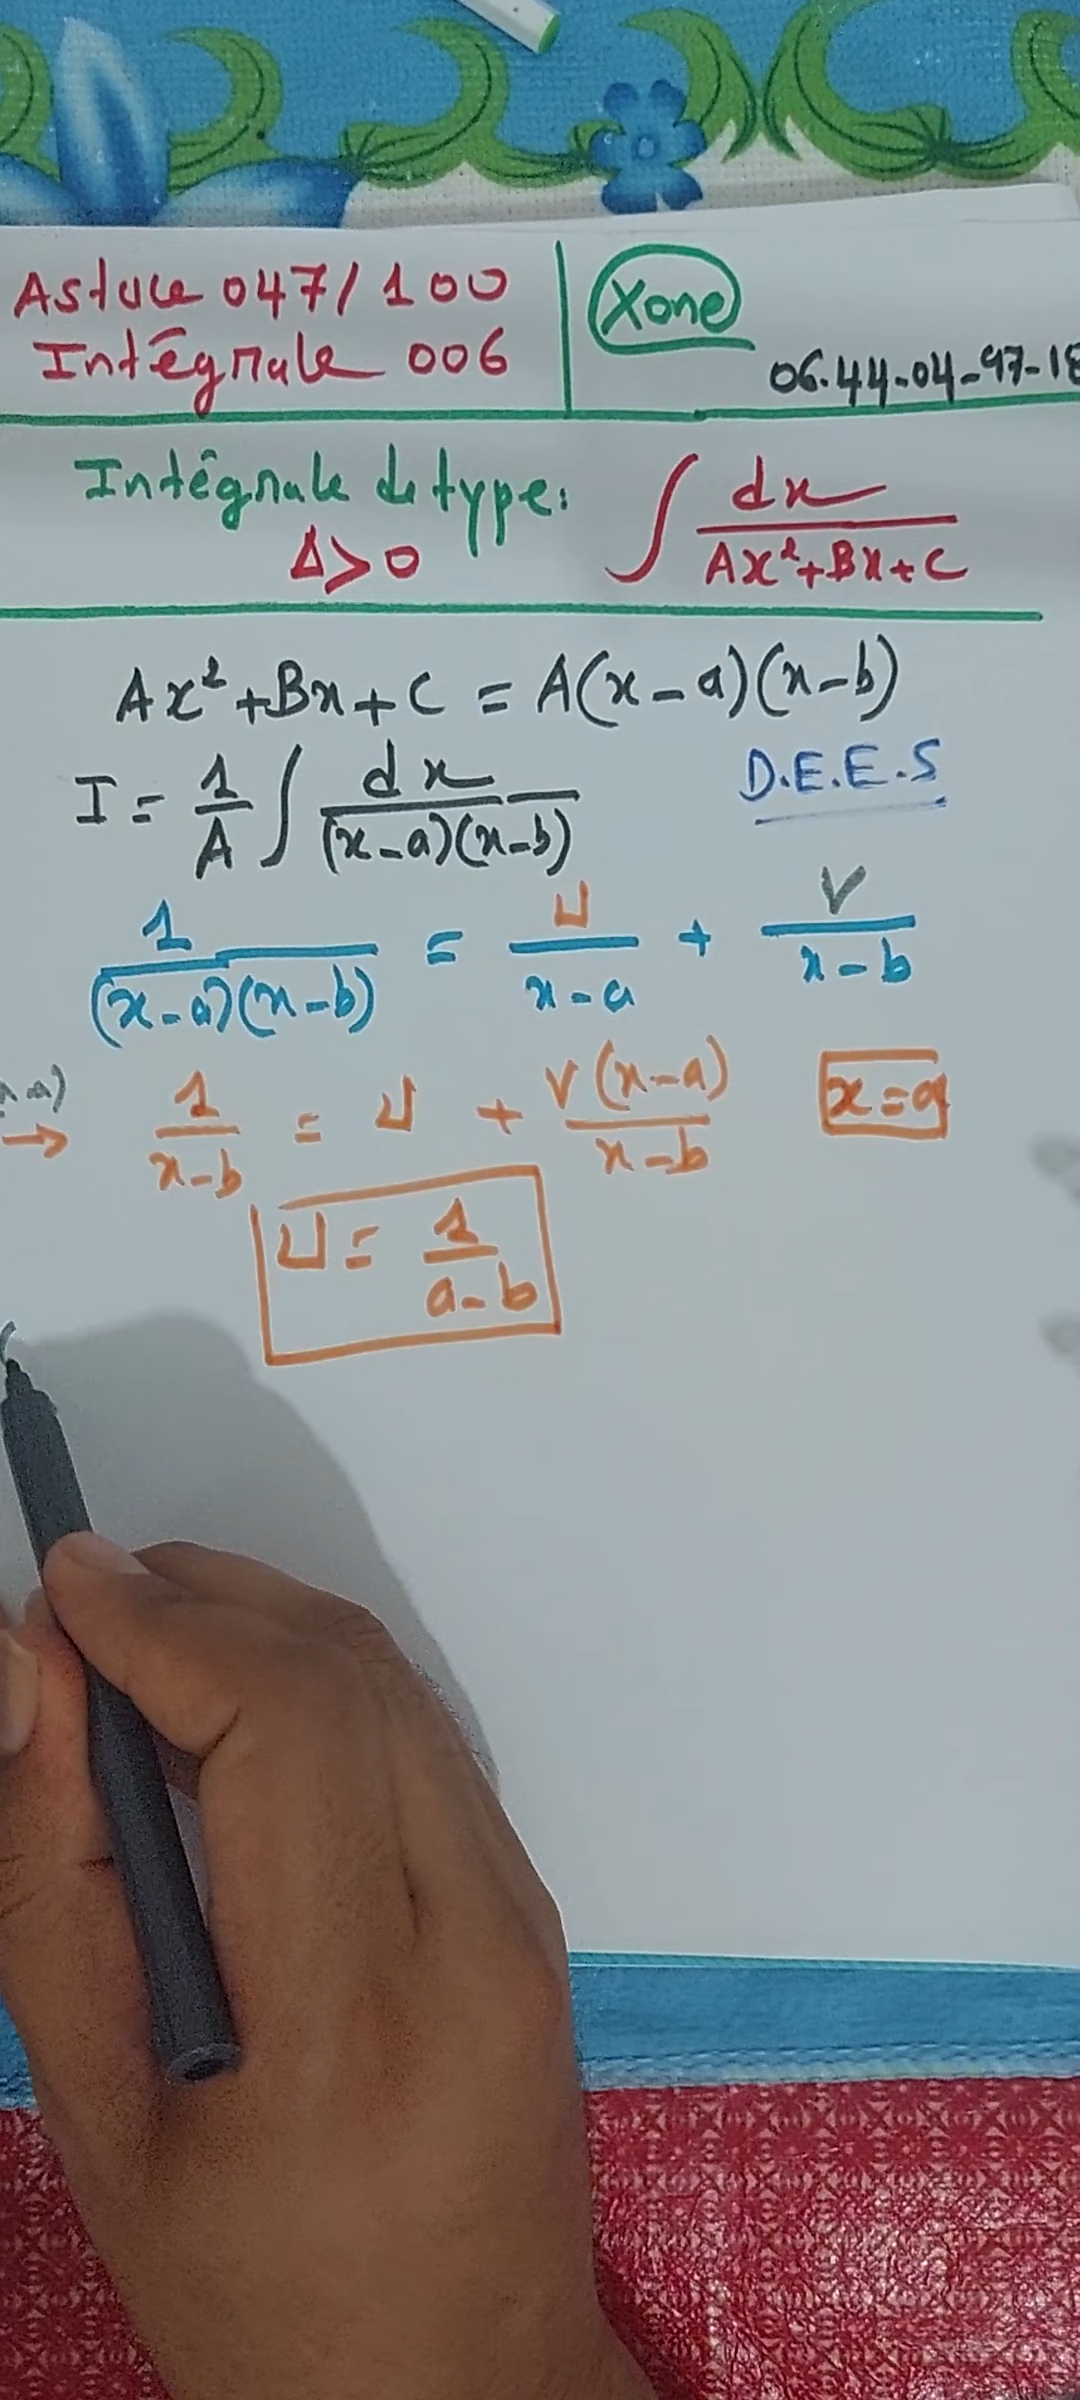 Astuce 047/100
Intégrale 006
Xone
06.44.04-97-18
Intégrale de type: ∫ dx / Ax²+Bx+C
Δ>0
Ax²+Bx+C = A(x-a)(x-b)
I = 1/A ∫ dx / (x-a)(x-b)
D.E.E.S
1 / (x-a)(x-b) = U / x-a + V / x-b
→ 1 / x-b = U + V(x-a) / x-b
x=a
U = 1 / a-b